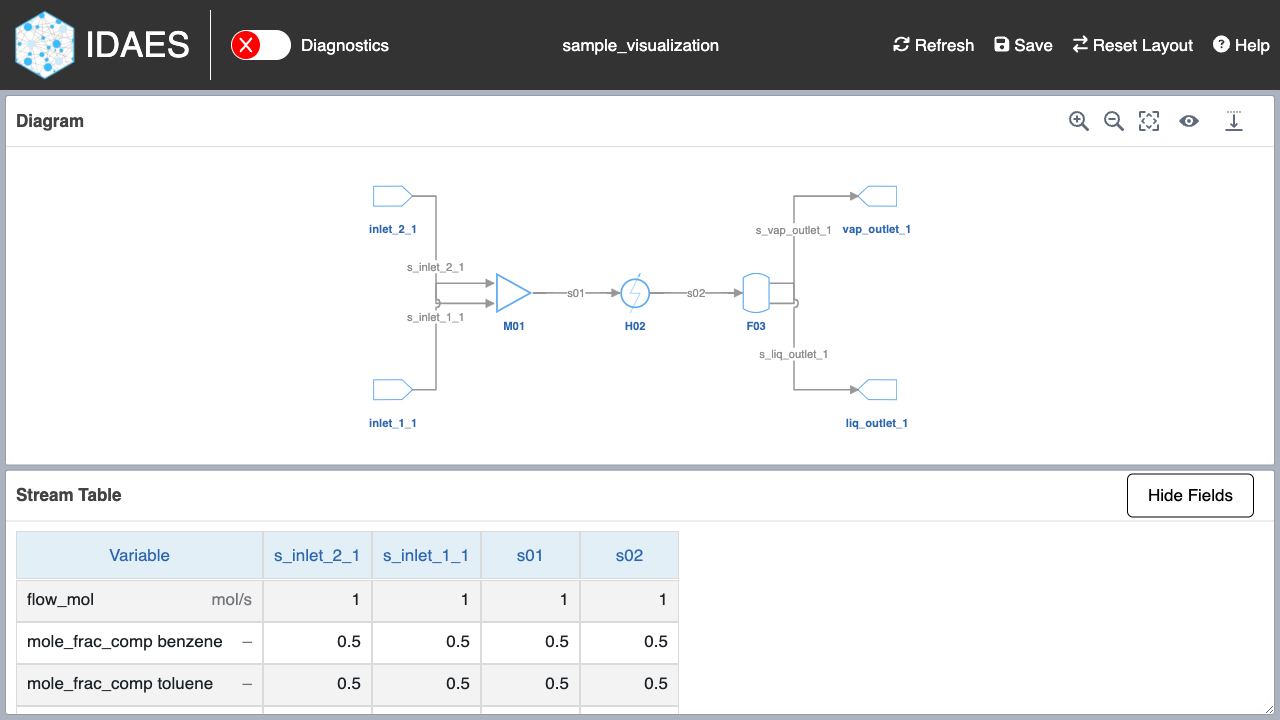 IDAES
Diagnostics
sample_visualization
Refresh
Save
Reset Layout
Help
Diagram
inlet_2_1
s_inlet_2_1
s_inlet_1_1
inlet_1_1
M01
s01
H02
s02
F03
s_vap_outlet_1
vap_outlet_1
s_liq_outlet_1
liq_outlet_1
Stream Table
Hide Fields
Variable s_inlet_2_1 s_inlet_1_1 s01 s02
flow_mol mol/s 1 1 1 1
mole_frac_comp benzene – 0.5 0.5 0.5 0.5
mole_frac_comp toluene – 0.5 0.5 0.5 0.5